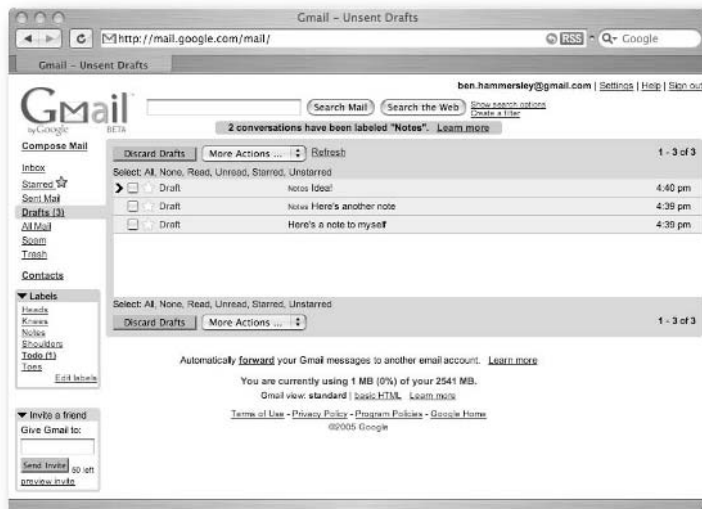 Gmail - Unsent Drafts
http://mail.google.com/mail/
RSS
Google
Gmail - Unsent Drafts
ben.hammersley@gmail.com | Settings | Help | Sign out
Gmail
by Google
BETA
Search Mail
Search the Web
Show search options
Create a filter
2 conversations have been labeled "Notes". Learn more
Compose Mail
Inbox
Starred
Sent Mail
Drafts (3)
All Mail
Spam
Trash
Contacts
Labels
Heads
Knees
Notes
Shoulders
Todo (1)
Toes
Edit labels
Invite a friend
Give Gmail to:
Send Invite 50 left
preview invite
Discard Drafts More Actions ... Refresh 1 - 3 of 3
Select: All, None, Read, Unread, Starred, Unstarred
Draft Notes Idea! 4:40 pm
Draft Notes Here's another note 4:39 pm
Draft Here's a note to myself 4:39 pm
Select: All, None, Read, Unread, Starred, Unstarred
Discard Drafts More Actions ... 1 - 3 of 3
Automatically forward your Gmail messages to another email account. Learn more
You are currently using 1 MB (0%) of your 2541 MB.
Gmail view: standard | basic HTML Learn more
Terms of Use - Privacy Policy - Program Policies - Google Home
©2005 Google